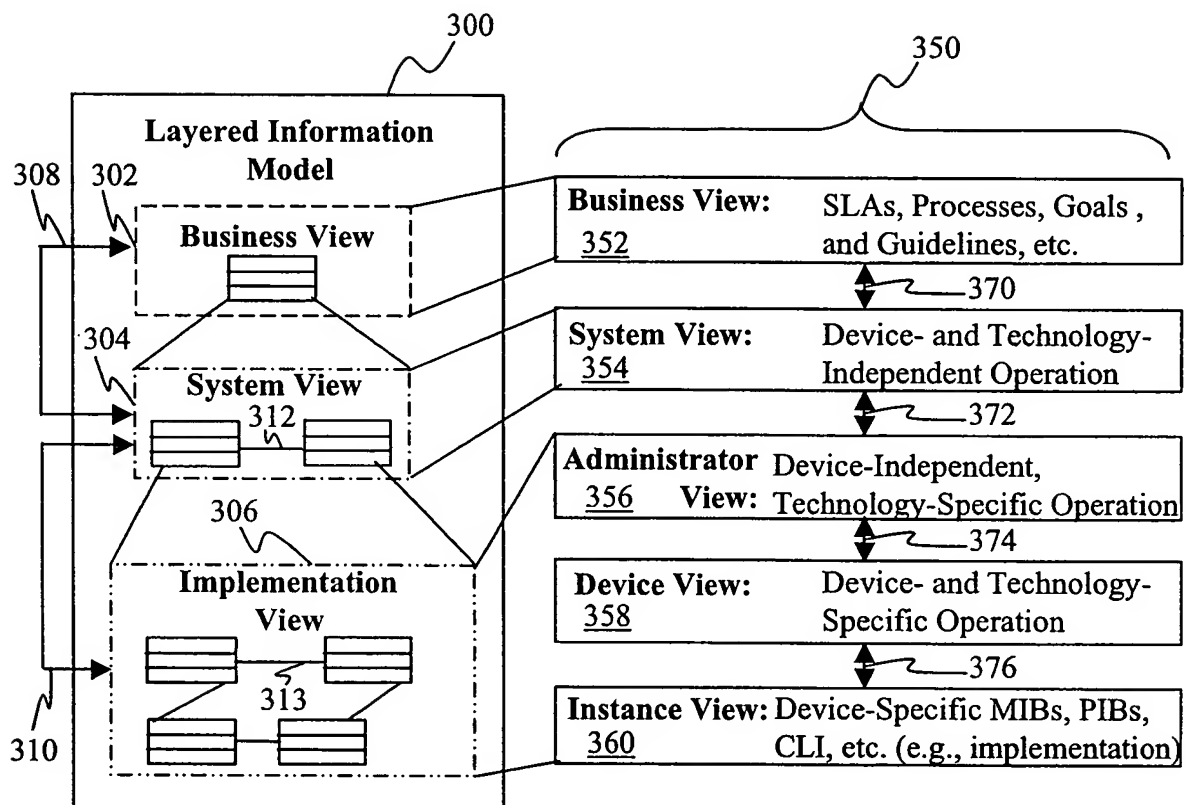 300
350
Layered Information
Model
308
302
Business View
304
System View
312
306
Implementation
View
313
310
Business View: SLAs, Processes, Goals ,
352 and Guidelines, etc.
370
System View: Device- and Technology-
354 Independent Operation
372
Administrator Device-Independent,
356 View: Technology-Specific Operation
374
Device View: Device- and Technology-
358 Specific Operation
376
Instance View: Device-Specific MIBs, PIBs,
360 CLI, etc. (e.g., implementation)